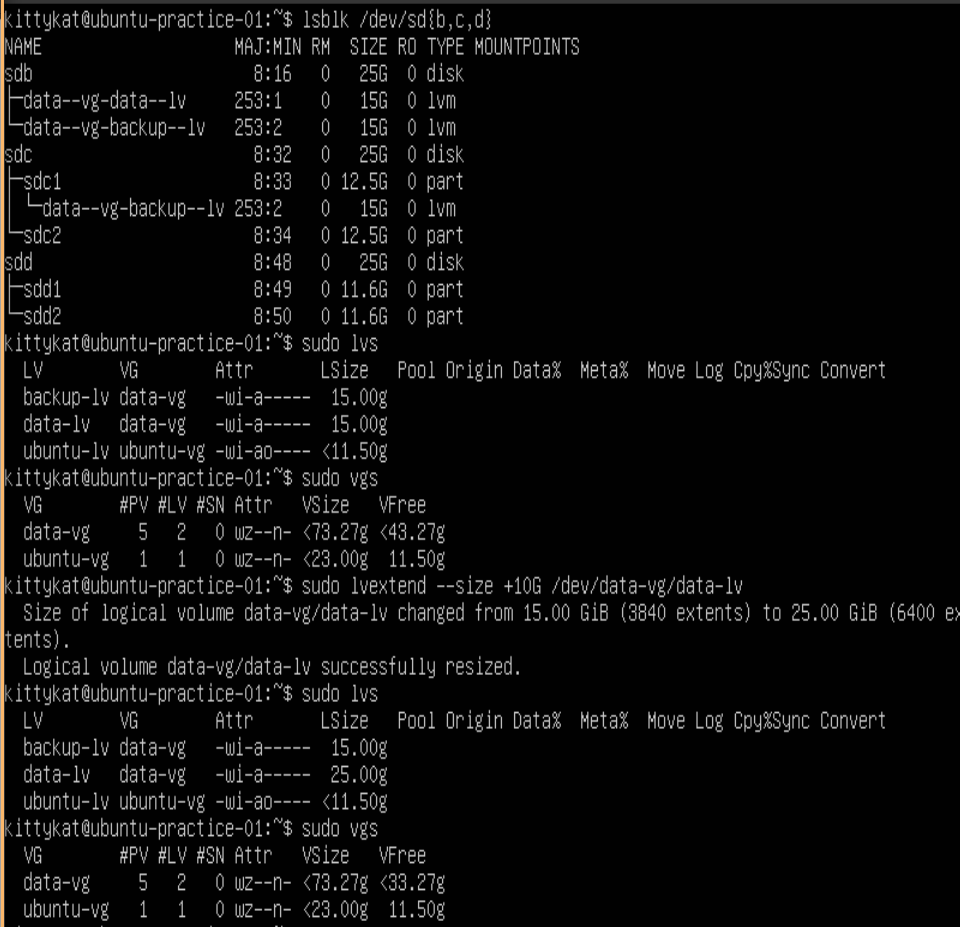 kittykat@ubuntu-practice-01:~$ lsblk /dev/sd{b,c,d}
NAME                    MAJ:MIN RM  SIZE RO TYPE MOUNTPOINTS
sdb                       8:16   0   25G  0 disk
├─data--vg-data--lv     253:1    0   15G  0 lvm
└─data--vg-backup--lv   253:2    0   15G  0 lvm
sdc                       8:32   0   25G  0 disk
├─sdc1                    8:33   0 12.5G  0 part
│ └─data--vg-backup--lv 253:2    0   15G  0 lvm
└─sdc2                    8:34   0 12.5G  0 part
sdd                       8:48   0   25G  0 disk
├─sdd1                    8:49   0 11.6G  0 part
└─sdd2                    8:50   0 11.6G  0 part
kittykat@ubuntu-practice-01:~$ sudo lvs
  LV        VG        Attr       LSize   Pool Origin Data%  Meta%  Move Log Cpy%Sync Convert
  backup-lv data-vg   -wi-a-----  15.00g
  data-lv   data-vg   -wi-a-----  15.00g
  ubuntu-lv ubuntu-vg -wi-ao---- <11.50g
kittykat@ubuntu-practice-01:~$ sudo vgs
  VG        #PV #LV #SN Attr   VSize   VFree
  data-vg     5   2   0 wz--n- <73.27g <43.27g
  ubuntu-vg   1   1   0 wz--n- <23.00g  11.50g
kittykat@ubuntu-practice-01:~$ sudo lvextend --size +10G /dev/data-vg/data-lv
  Size of logical volume data-vg/data-lv changed from 15.00 GiB (3840 extents) to 25.00 GiB (6400 ex
tents).
  Logical volume data-vg/data-lv successfully resized.
kittykat@ubuntu-practice-01:~$ sudo lvs
  LV        VG        Attr       LSize   Pool Origin Data%  Meta%  Move Log Cpy%Sync Convert
  backup-lv data-vg   -wi-a-----  15.00g
  data-lv   data-vg   -wi-a-----  25.00g
  ubuntu-lv ubuntu-vg -wi-ao---- <11.50g
kittykat@ubuntu-practice-01:~$ sudo vgs
  VG        #PV #LV #SN Attr   VSize   VFree
  data-vg     5   2   0 wz--n- <73.27g <33.27g
  ubuntu-vg   1   1   0 wz--n- <23.00g  11.50g